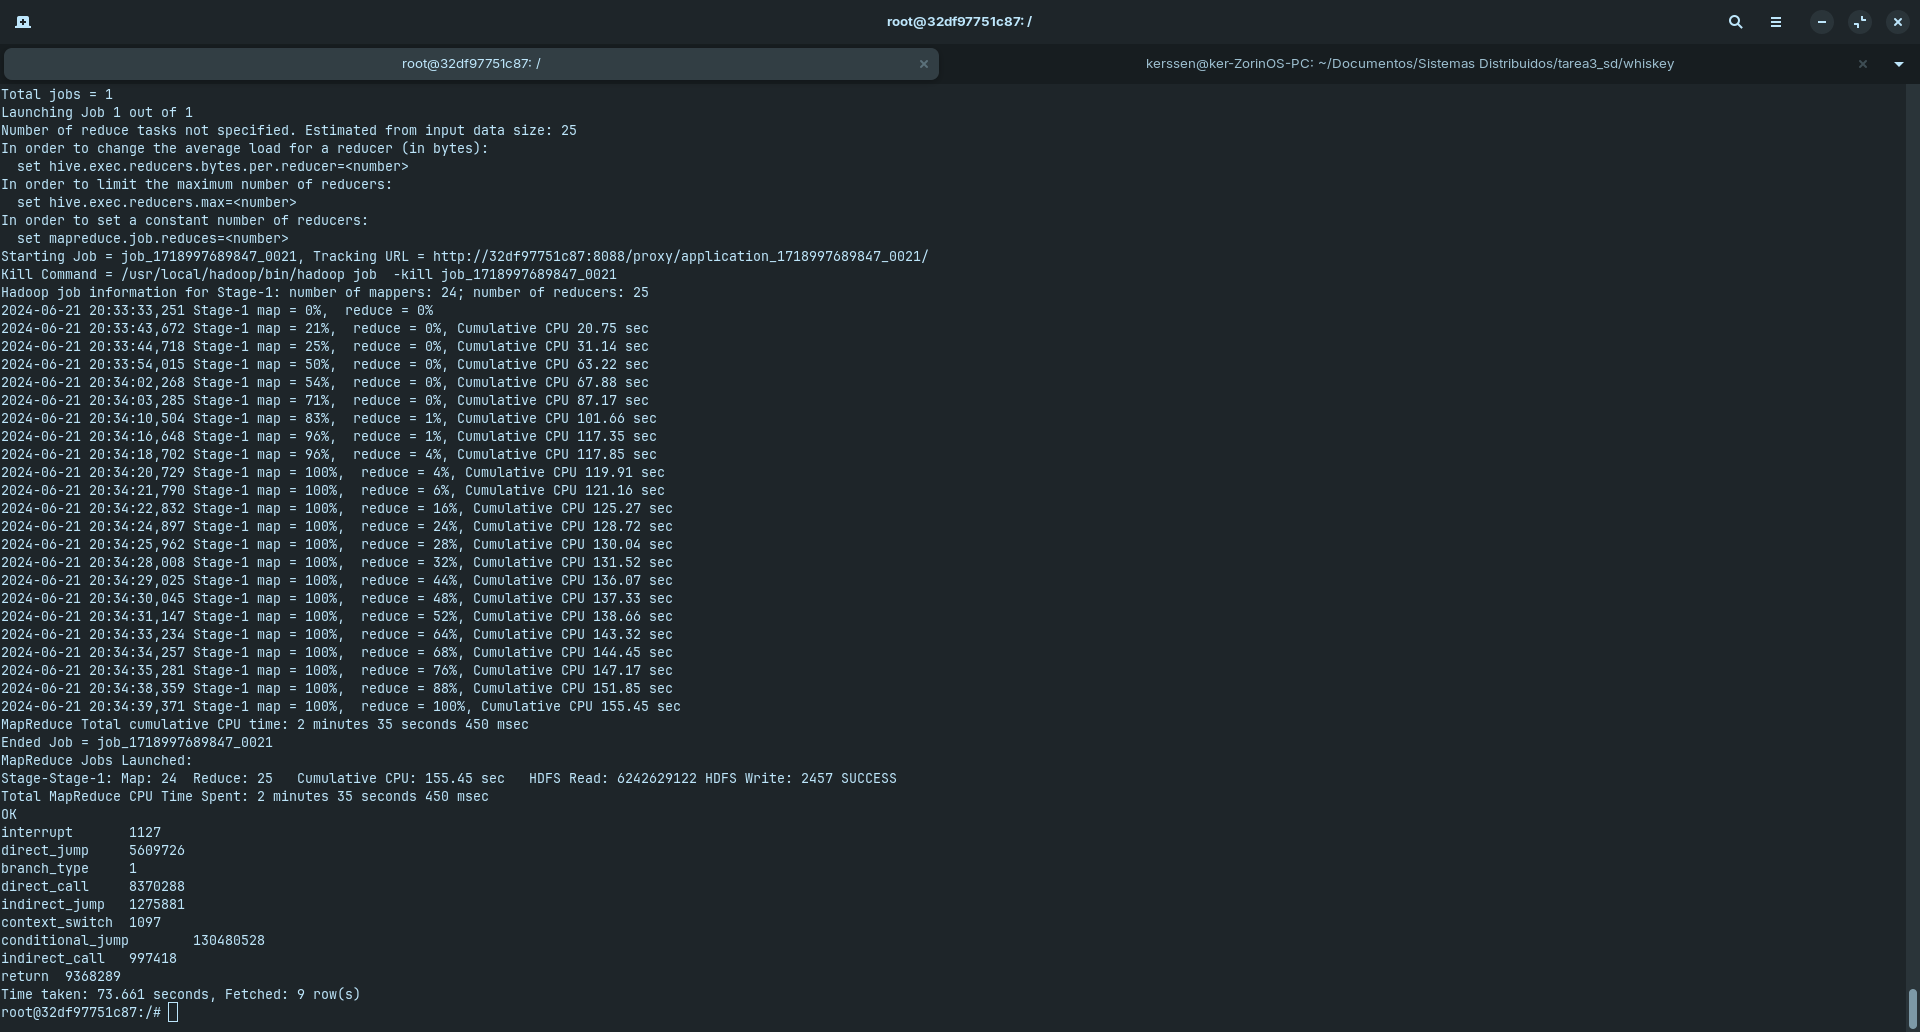 root@32df97751c87: /
root@32df97751c87: /
kerssen@ker-ZorinOS-PC: ~/Documentos/Sistemas Distribuidos/tarea3_sd/whiskey
Total jobs = 1
Launching Job 1 out of 1
Number of reduce tasks not specified. Estimated from input data size: 25
In order to change the average load for a reducer (in bytes):
  set hive.exec.reducers.bytes.per.reducer=<number>
In order to limit the maximum number of reducers:
  set hive.exec.reducers.max=<number>
In order to set a constant number of reducers:
  set mapreduce.job.reduces=<number>
Starting Job = job_1718997689847_0021, Tracking URL = http://32df97751c87:8088/proxy/application_1718997689847_0021/
Kill Command = /usr/local/hadoop/bin/hadoop job  -kill job_1718997689847_0021
Hadoop job information for Stage-1: number of mappers: 24; number of reducers: 25
2024-06-21 20:33:33,251 Stage-1 map = 0%,  reduce = 0%
2024-06-21 20:33:43,672 Stage-1 map = 21%,  reduce = 0%, Cumulative CPU 20.75 sec
2024-06-21 20:33:44,718 Stage-1 map = 25%,  reduce = 0%, Cumulative CPU 31.14 sec
2024-06-21 20:33:54,015 Stage-1 map = 50%,  reduce = 0%, Cumulative CPU 63.22 sec
2024-06-21 20:34:02,268 Stage-1 map = 54%,  reduce = 0%, Cumulative CPU 67.88 sec
2024-06-21 20:34:03,285 Stage-1 map = 71%,  reduce = 0%, Cumulative CPU 87.17 sec
2024-06-21 20:34:10,504 Stage-1 map = 83%,  reduce = 1%, Cumulative CPU 101.66 sec
2024-06-21 20:34:16,648 Stage-1 map = 96%,  reduce = 1%, Cumulative CPU 117.35 sec
2024-06-21 20:34:18,702 Stage-1 map = 96%,  reduce = 4%, Cumulative CPU 117.85 sec
2024-06-21 20:34:20,729 Stage-1 map = 100%,  reduce = 4%, Cumulative CPU 119.91 sec
2024-06-21 20:34:21,790 Stage-1 map = 100%,  reduce = 6%, Cumulative CPU 121.16 sec
2024-06-21 20:34:22,832 Stage-1 map = 100%,  reduce = 16%, Cumulative CPU 125.27 sec
2024-06-21 20:34:24,897 Stage-1 map = 100%,  reduce = 24%, Cumulative CPU 128.72 sec
2024-06-21 20:34:25,962 Stage-1 map = 100%,  reduce = 28%, Cumulative CPU 130.04 sec
2024-06-21 20:34:28,008 Stage-1 map = 100%,  reduce = 32%, Cumulative CPU 131.52 sec
2024-06-21 20:34:29,025 Stage-1 map = 100%,  reduce = 44%, Cumulative CPU 136.07 sec
2024-06-21 20:34:30,045 Stage-1 map = 100%,  reduce = 48%, Cumulative CPU 137.33 sec
2024-06-21 20:34:31,147 Stage-1 map = 100%,  reduce = 52%, Cumulative CPU 138.66 sec
2024-06-21 20:34:33,234 Stage-1 map = 100%,  reduce = 64%, Cumulative CPU 143.32 sec
2024-06-21 20:34:34,257 Stage-1 map = 100%,  reduce = 68%, Cumulative CPU 144.45 sec
2024-06-21 20:34:35,281 Stage-1 map = 100%,  reduce = 76%, Cumulative CPU 147.17 sec
2024-06-21 20:34:38,359 Stage-1 map = 100%,  reduce = 88%, Cumulative CPU 151.85 sec
2024-06-21 20:34:39,371 Stage-1 map = 100%,  reduce = 100%, Cumulative CPU 155.45 sec
MapReduce Total cumulative CPU time: 2 minutes 35 seconds 450 msec
Ended Job = job_1718997689847_0021
MapReduce Jobs Launched:
Stage-Stage-1: Map: 24  Reduce: 25   Cumulative CPU: 155.45 sec   HDFS Read: 6242629122 HDFS Write: 2457 SUCCESS
Total MapReduce CPU Time Spent: 2 minutes 35 seconds 450 msec
OK
interrupt       1127
direct_jump     5609726
branch_type     1
direct_call     8370288
indirect_jump   1275881
context_switch  1097
conditional_jump        130480528
indirect_call   997418
return  9368289
Time taken: 73.661 seconds, Fetched: 9 row(s)
root@32df97751c87:/#